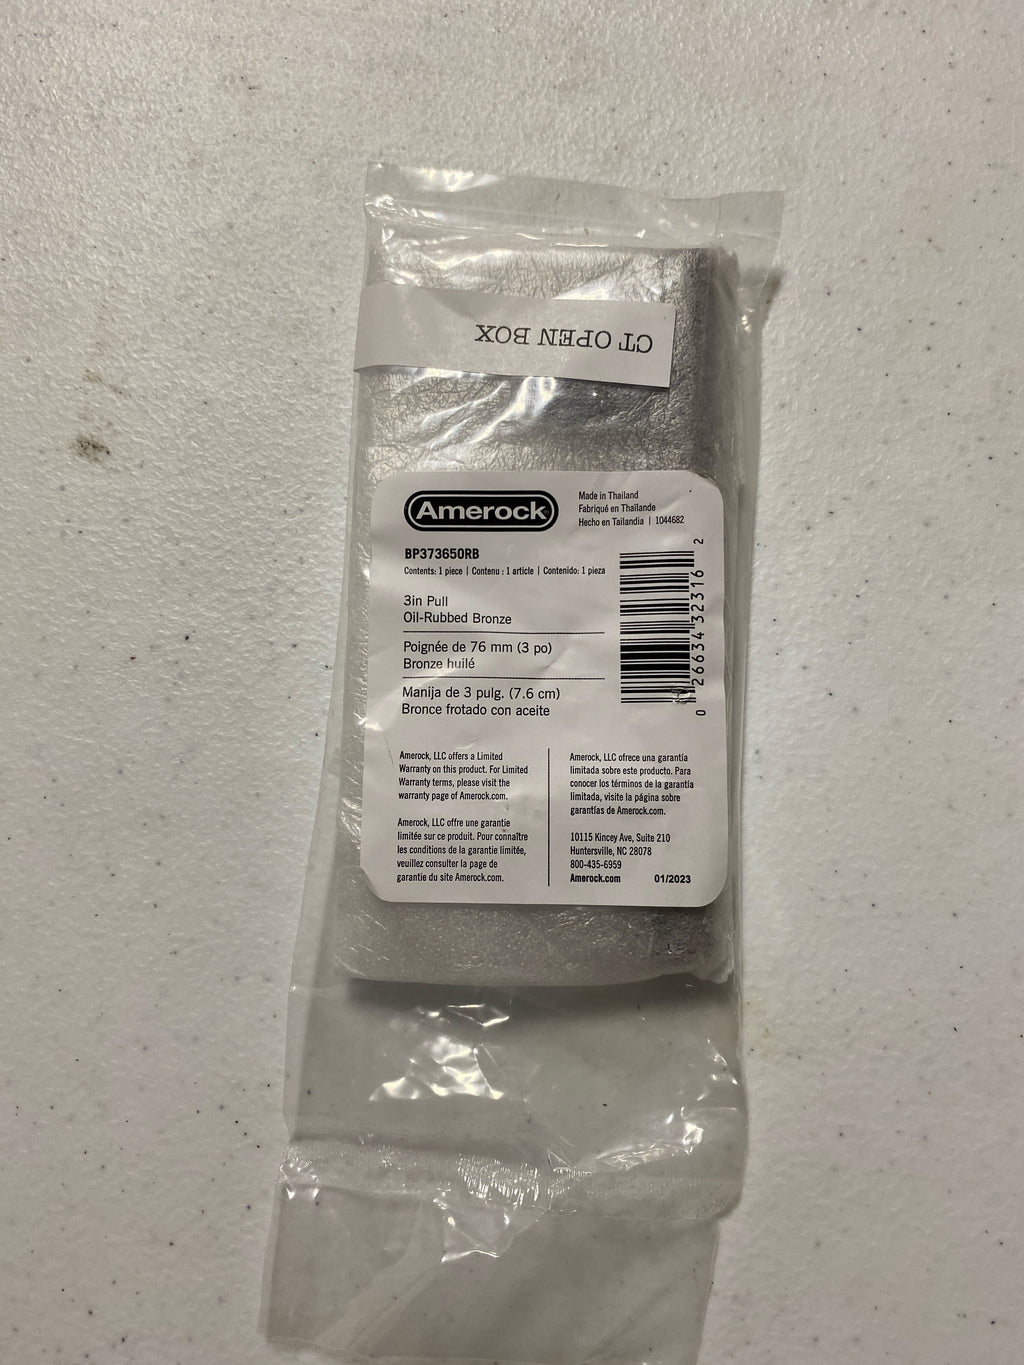 CT OPEN BOX
Amerock
Made in Thailand
Fabriqué en Thaïlande
Hecho en Tailandia | 1044682
BP37365ORB
Contents: 1 piece | Contenu : 1 article | Contenido: 1 pieza
3in Pull
Oil-Rubbed Bronze
Poignée de 76 mm (3 po)
Bronze huilé
Manija de 3 pulg. (7.6 cm)
Bronce frotado con aceite
0 26634 32316 2
Amerock, LLC offers a Limited
Warranty on this product. For Limited
Warranty terms, please visit the
warranty page of Amerock.com.
Amerock, LLC offre une garantie
limitée sur ce produit. Pour connaître
les conditions de la garantie limitée,
veuillez consulter la page de
garantie du site Amerock.com.
Amerock, LLC ofrece una garantía
limitada sobre este producto. Para
conocer los términos de la garantía
limitada, visite la página sobre
garantías de Amerock.com.
10115 Kincey Ave, Suite 210
Huntersville, NC 28078
800-435-6959
Amerock.com 01/2023